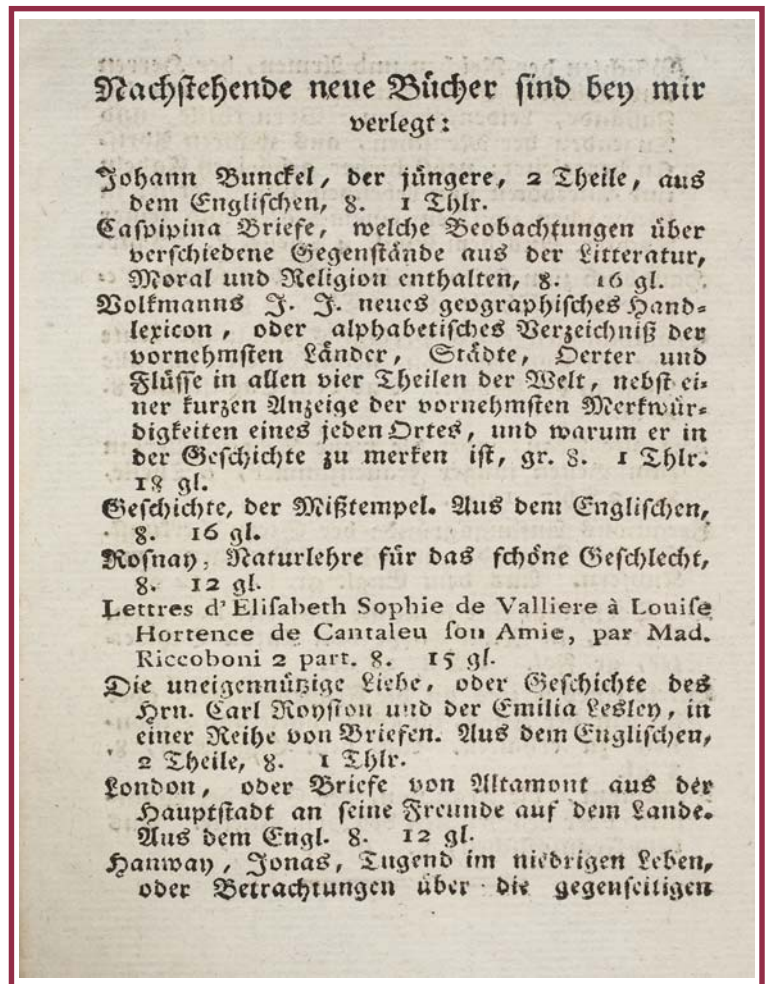 Nachstehende neue Bücher sind bey mir
verlegt:
Johann Bunckel, der jüngere, 2 Theile, aus
dem Englischen, 8. 1 Thlr.
Caspipina Briefe, welche Beobachtungen über
verschiedene Gegenstände aus der Litteratur,
Moral und Religion enthalten, 8. 16 gl.
Volkmanns J. J. neues geographisches Hand-
lexicon, oder alphabetisches Verzeichniß der
vornehmsten Länder, Städte, Oerter und
Flüsse in allen vier Theilen der Welt, nebst ei-
ner kurzen Anzeige der vornehmsten Merkwür-
digkeiten eines jeden Ortes, und warum er in
der Geschichte zu merken ist, gr. 8. 1 Thlr.
18 gl.
Geschichte, der Mißtempel. Aus dem Englischen,
8. 16 gl.
Rosnay, Naturlehre für das schöne Geschlecht,
8. 12 gl.
Lettres d'Elisabeth Sophie de Valliere à Louise
Hortence de Cantaleu son Amie, par Mad.
Riccoboni 2 part. 8. 15 gl.
Die uneigennützige Liebe, oder Geschichte des
Hrn. Carl Royston und der Emilia Lesley, in
einer Reihe von Briefen. Aus dem Englischen,
2 Theile, 8. 1 Thlr.
London, oder Briefe von Altamont aus der
Hauptstadt an seine Freunde auf dem Lande.
Aus dem Engl. 8. 12 gl.
Hanway, Jonas, Tugend im niedrigen Leben,
oder Betrachtungen über die gegenseitigen